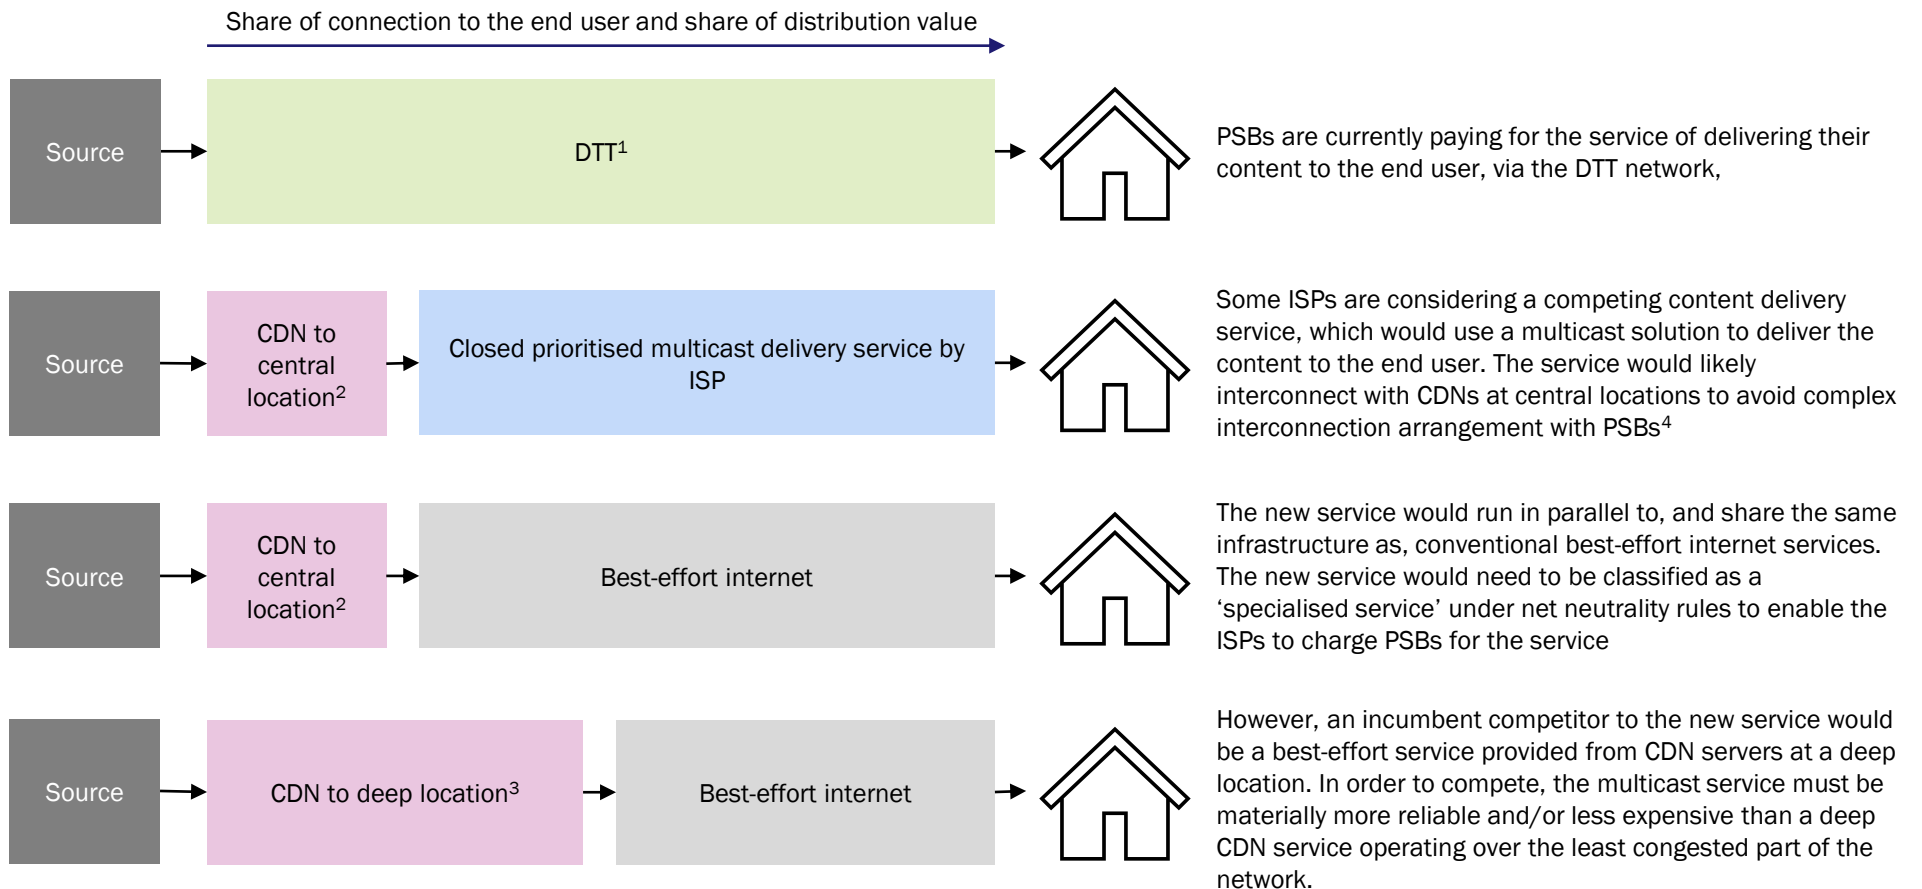 Share of connection to the end user and share of distribution value
Source
DTT¹
PSBs are currently paying for the service of delivering their
content to the end user, via the DTT network,
Source
CDN to
central
location²
Closed prioritised multicast delivery service by
ISP
Some ISPs are considering a competing content delivery
service, which would use a multicast solution to deliver the
content to the end user. The service would likely
interconnect with CDNs at central locations to avoid complex
interconnection arrangement with PSBs⁴
Source
CDN to
central
location²
Best-effort internet
The new service would run in parallel to, and share the same
infrastructure as, conventional best-effort internet services.
The new service would need to be classified as a
‘specialised service’ under net neutrality rules to enable the
ISPs to charge PSBs for the service
Source
CDN to deep location³
Best-effort internet
However, an incumbent competitor to the new service would
be a best-effort service provided from CDN servers at a deep
location. In order to compete, the multicast service must be
materially more reliable and/or less expensive than a deep
CDN service operating over the least congested part of the
network.